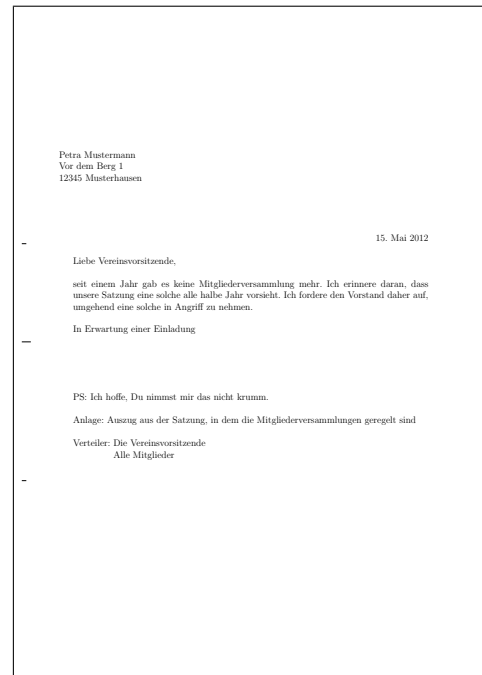 Petra Mustermann
Vor dem Berg 1
12345 Musterhausen
15. Mai 2012
Liebe Vereinsvorsitzende,
seit einem Jahr gab es keine Mitgliederversammlung mehr. Ich erinnere daran, dass
unsere Satzung eine solche alle halbe Jahr vorsieht. Ich fordere den Vorstand daher auf,
umgehend eine solche in Angriff zu nehmen.
In Erwartung einer Einladung
PS: Ich hoffe, Du nimmst mir das nicht krumm.
Anlage: Auszug aus der Satzung, in dem die Mitgliederversammlungen geregelt sind
Verteiler: Die Vereinsvorsitzende
Alle Mitglieder